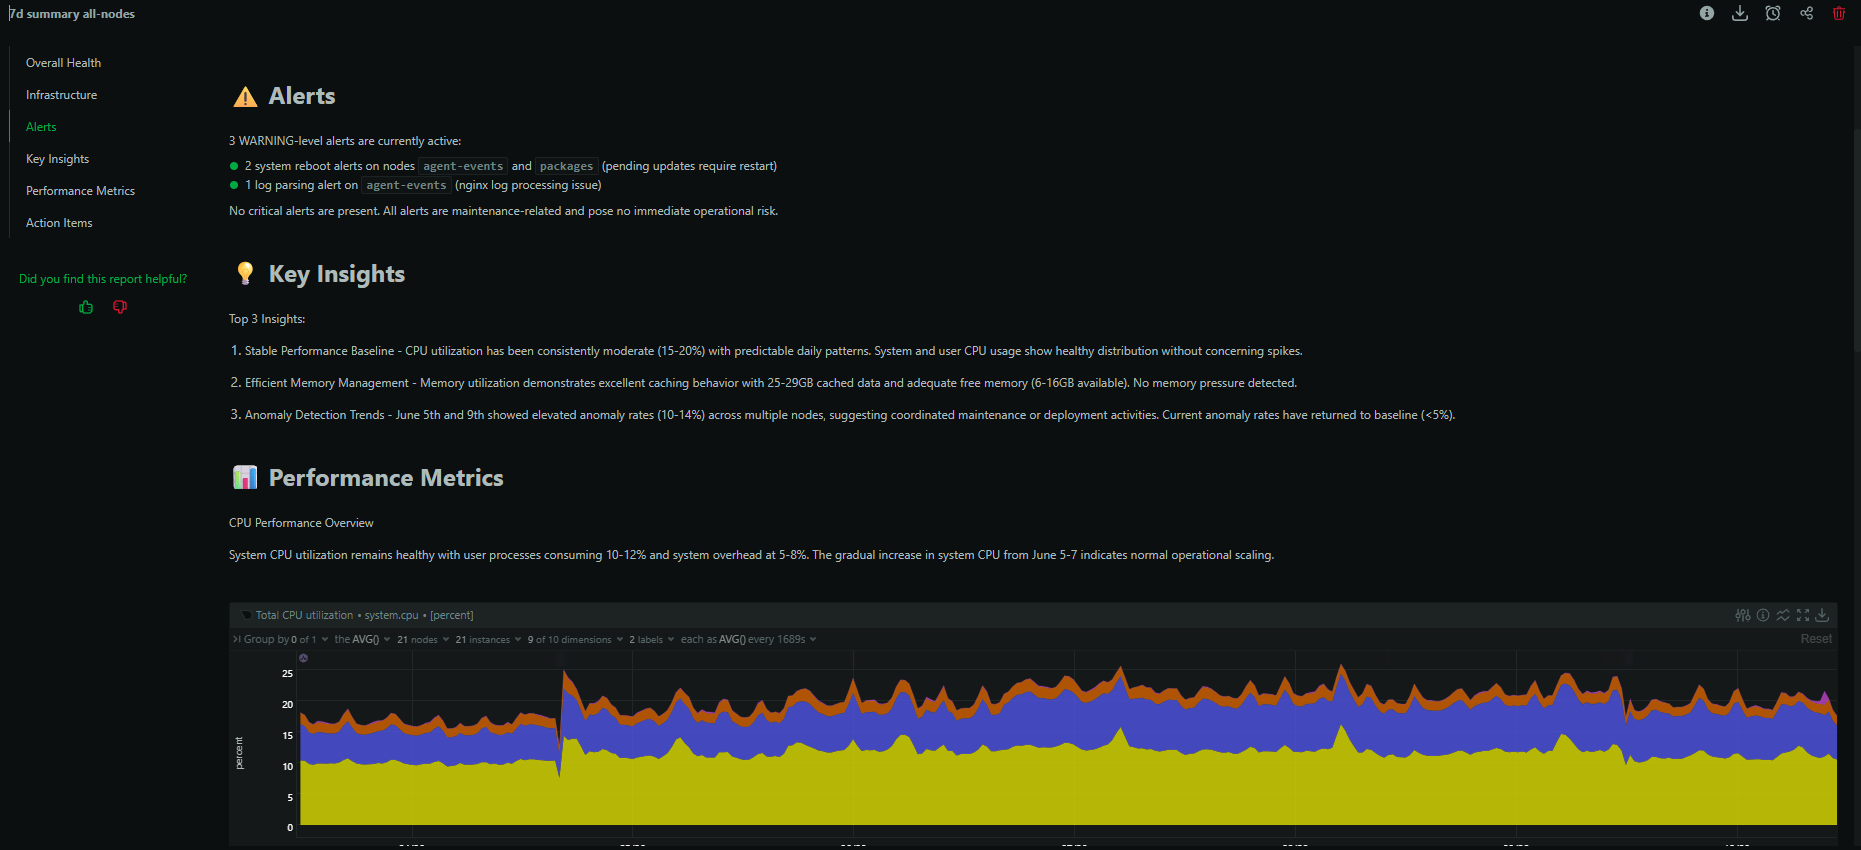 7d summary all-nodes
Overall Health
Infrastructure
Alerts
Key Insights
Performance Metrics
Action Items
Did you find this report helpful?
Alerts
3 WARNING-level alerts are currently active:
2 system reboot alerts on nodes agent-events and packages (pending updates require restart)
1 log parsing alert on agent-events (nginx log processing issue)
No critical alerts are present. All alerts are maintenance-related and pose no immediate operational risk.
Key Insights
Top 3 Insights:
1. Stable Performance Baseline - CPU utilization has been consistently moderate (15-20%) with predictable daily patterns. System and user CPU usage show healthy distribution without concerning spikes.
2. Efficient Memory Management - Memory utilization demonstrates excellent caching behavior with 25-29GB cached data and adequate free memory (6-16GB available). No memory pressure detected.
3. Anomaly Detection Trends - June 5th and 9th showed elevated anomaly rates (10-14%) across multiple nodes, suggesting coordinated maintenance or deployment activities. Current anomaly rates have returned to baseline (<5%).
Performance Metrics
CPU Performance Overview
System CPU utilization remains healthy with user processes consuming 10-12% and system overhead at 5-8%. The gradual increase in system CPU from June 5-7 indicates normal operational scaling.
Total CPU utilization • system.cpu • [percent]
Group by 0 of 1 the AVG() 21 nodes 21 instances 9 of 10 dimensions 2 labels each as AVG() every 1689s
Reset
25
20
15
10
5
0
percent